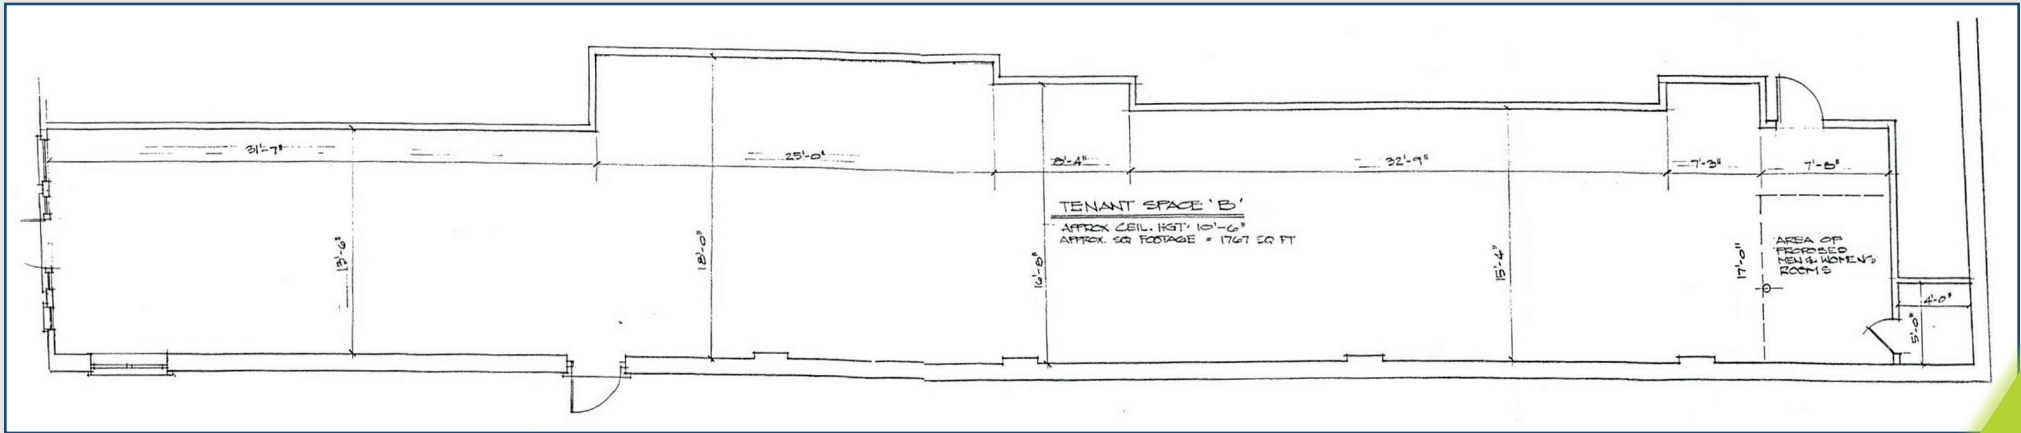 31'-7"
25'-0"
8'-4"
32'-9"
7'-3"
7'-8"
TENANT SPACE 'B'
APPROX CEIL. HGT. 10'-6"
APPROX. SQ FOOTAGE = 1767 SQ FT
13'-6"
18'-0"
16'-8"
15'-4"
17'-0"
AREA OF
PROPOSED
MEN & WOMEN'S
ROOMS
4'-0"
5'-0"